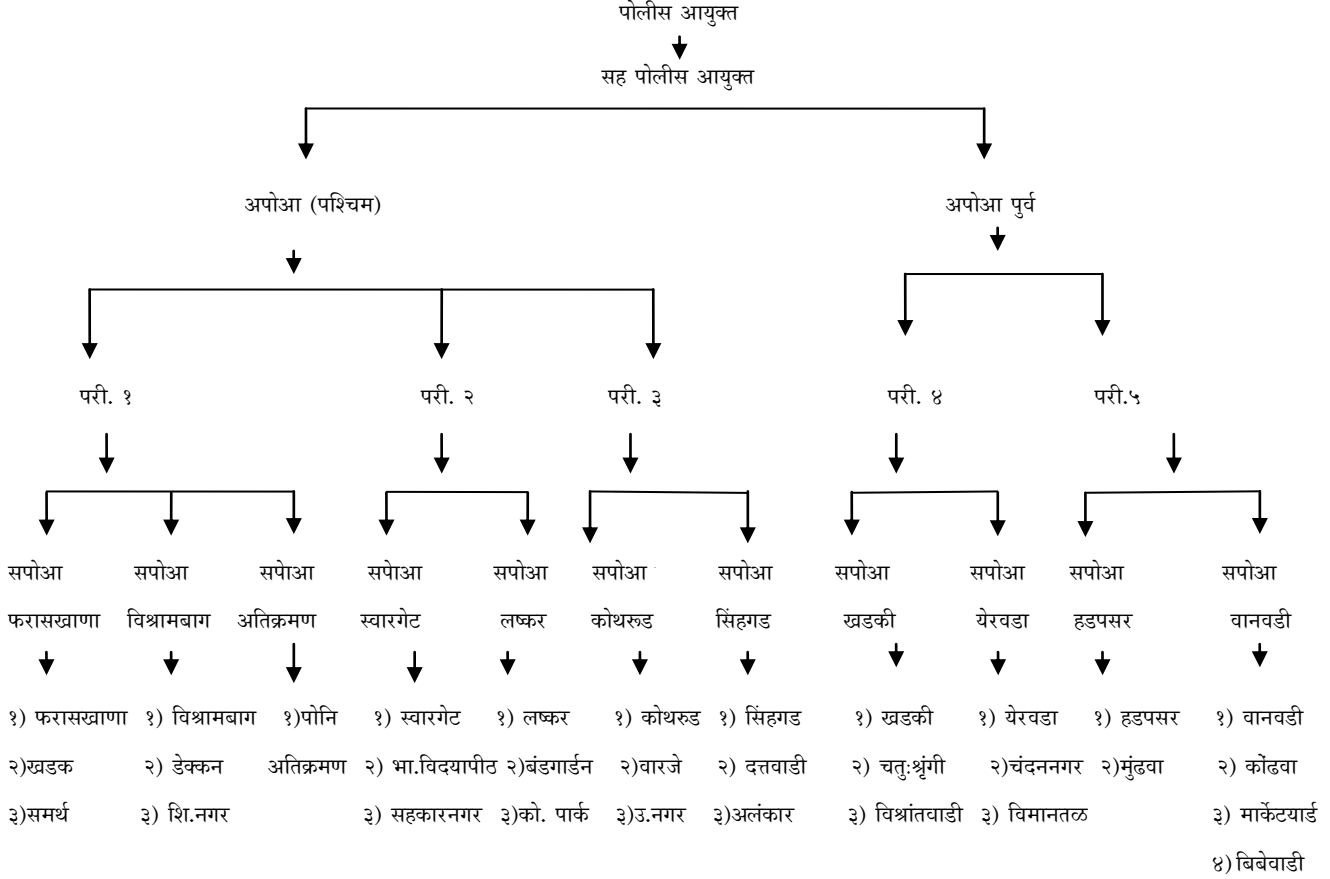 पोलीस आयुक्त
सह पोलीस आयुक्त
अपोआ (पश्चिम) अपोआ पुर्व
परी. १ परी. २ परी. ३ परी. ४ परी.५
सपोआ सपोआ सपेाआ सपेाआ सपोआ सपोआ सपोआ सपोआ सपोआ सपोआ सपोआ
फरासखाणा विश्रामबाग अतिक्रमण स्वारगेट लष्कर कोथरूड सिंहगड खडकी येरवडा हडपसर वानवडी
१) फरासखाणा १) विश्रामबाग १)पोनि १) स्वारगेट १) लष्कर १) कोथरुड १) सिंहगड १) खडकी १) येरवडा १) हडपसर १) वानवडी
२)खडक २) डेक्कन अतिक्रमण २) भा.विदयापीठ २)बंडगार्डन २)वारजे २) दत्तवाडी २) चतुःश्रृंगी २)चंदननगर २)मुंढवा २) कोंढवा
३)समर्थ ३) शि.नगर ३) सहकारनगर ३)को. पार्क ३)उ.नगर ३)अलंकार ३) विश्रांतवाडी ३) विमानतळ ३) मार्केटयार्ड
४)बिबेवाडी